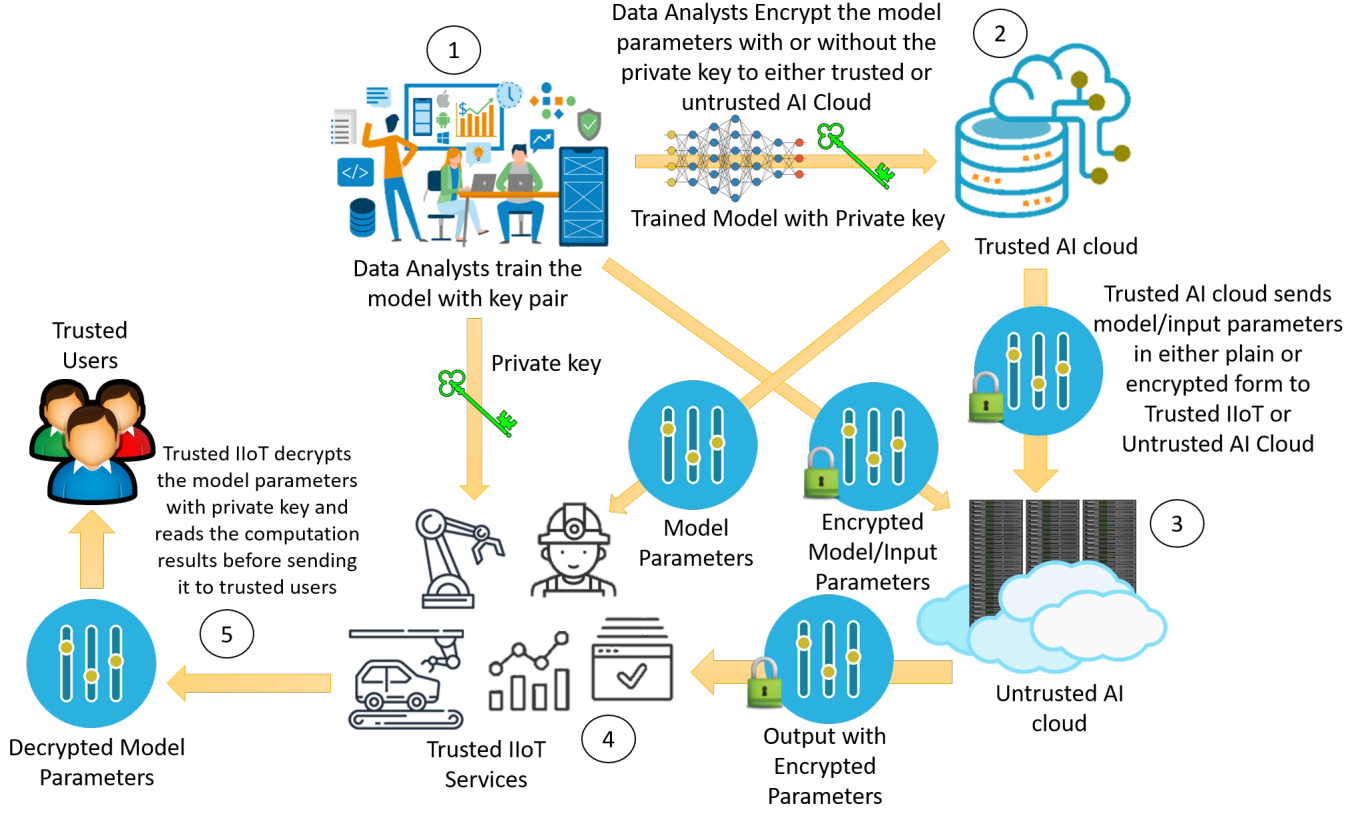 1
Data Analysts Encrypt the model
parameters with or without the
private key to either trusted or
untrusted AI Cloud
2
$
</>
Trained Model with Private key
Data Analysts train the
model with key pair
Trusted AI cloud
Trusted AI cloud sends
model/input parameters
in either plain or
encrypted form to
Trusted IIoT or
Untrusted AI Cloud
Private key
Trusted
Users
Trusted IIoT decrypts
the model parameters
with private key and
reads the computation
results before sending
it to trusted users
Model
Parameters
Encrypted
Model/Input
Parameters
3
5
Untrusted AI
cloud
4
Trusted IIoT
Services
Output with
Encrypted
Parameters
Decrypted Model
Parameters